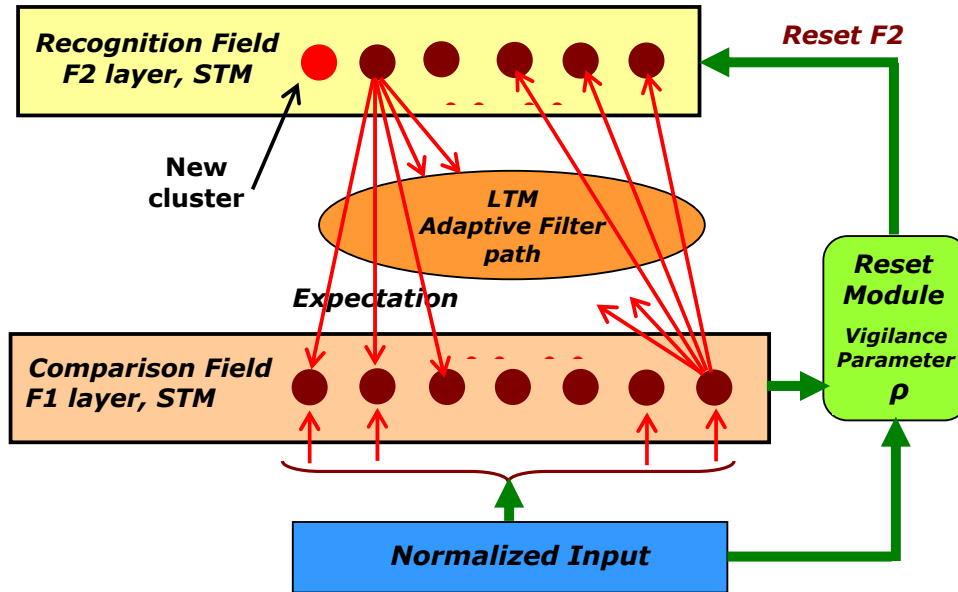 Recognition Field
F2 layer, STM
Reset F2
New
cluster
LTM
Adaptive Filter
path
Expectation
Reset
Module
Vigilance
Parameter
ρ
Comparison Field
F1 layer, STM
Normalized Input